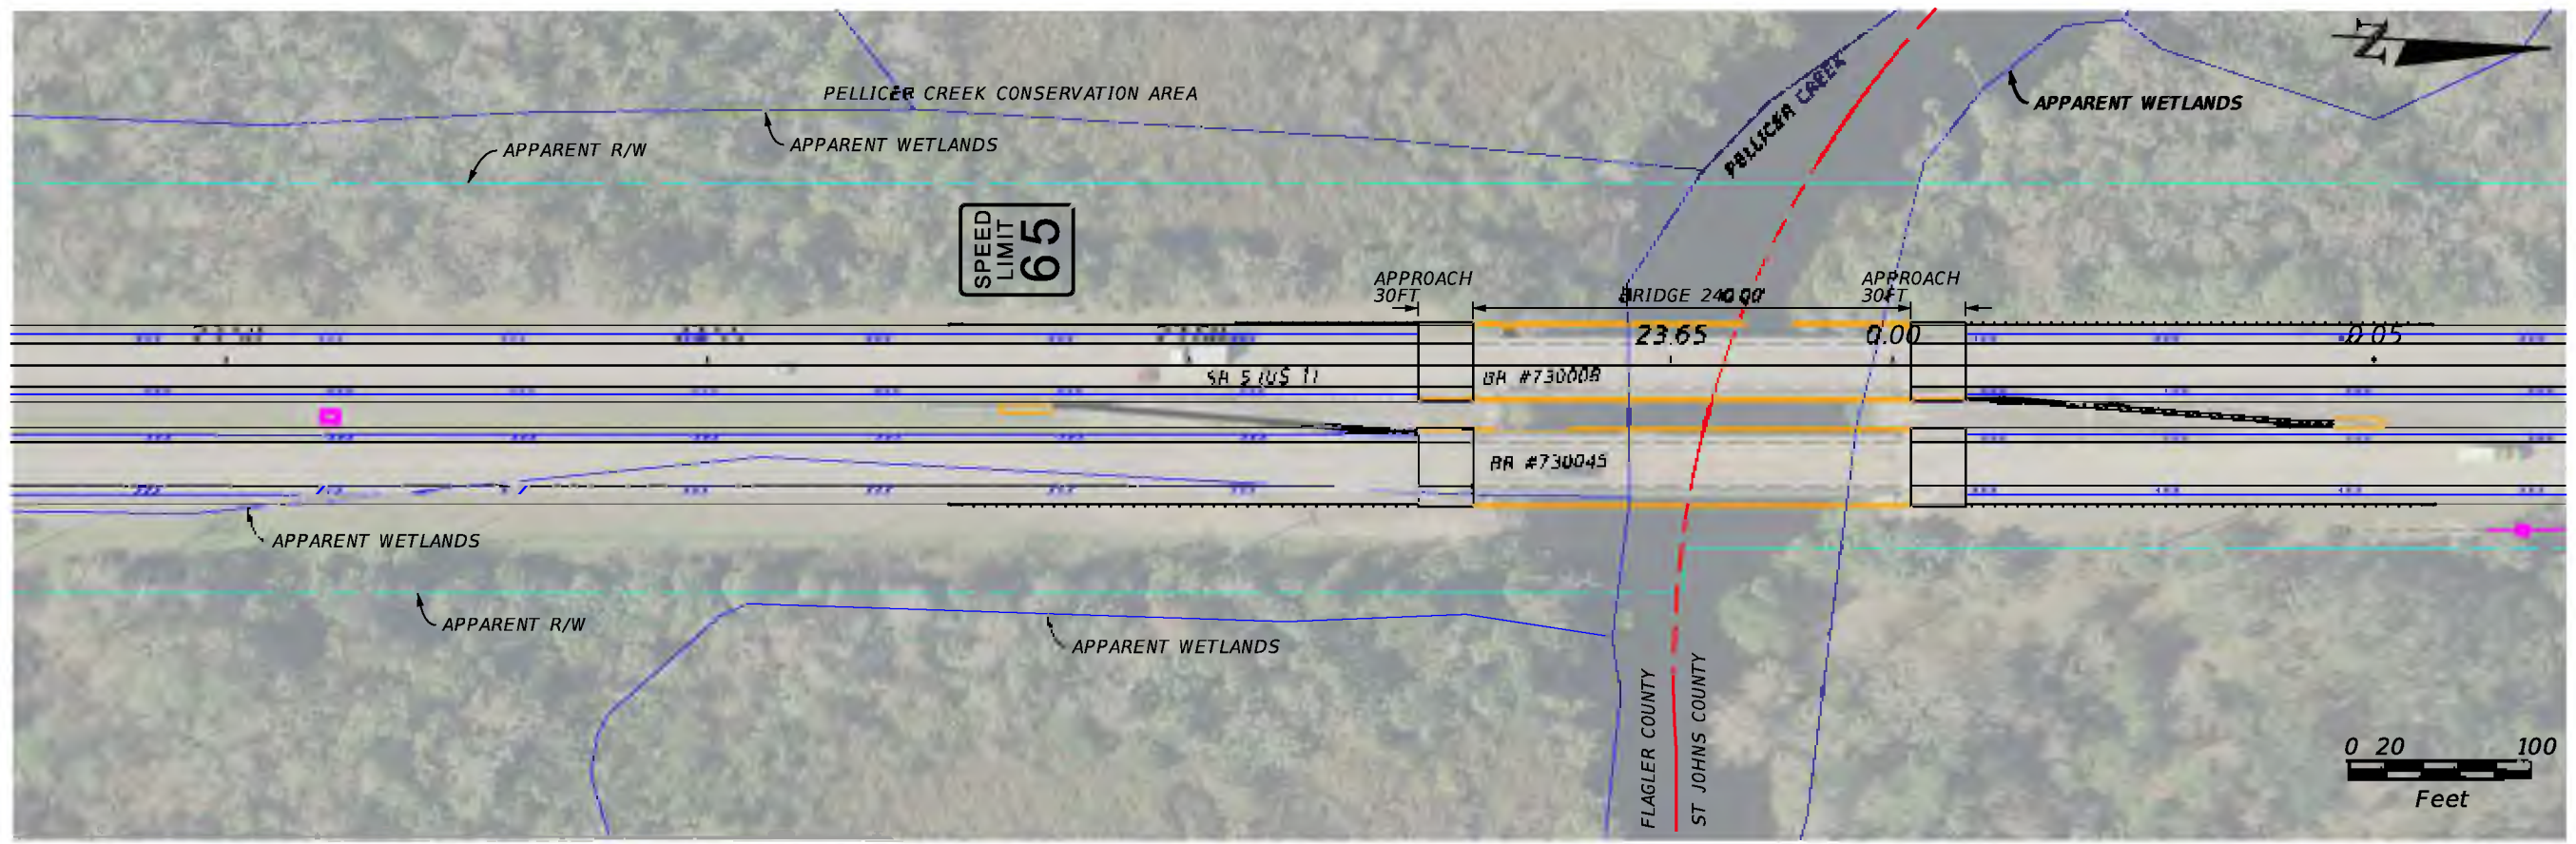 PELLICER CREEK CONSERVATION AREA
APPARENT WETLANDS
APPARENT R/W
PELLICER CREEK
APPARENT WETLANDS
N
SPEED
LIMIT
65
APPROACH
30FT
BRIDGE 240.00'
APPROACH
30FT
23.65
0.00
0.05
SR 5 (US 1)
BR #730008
BR #730045
APPARENT WETLANDS
APPARENT R/W
APPARENT WETLANDS
FLAGLER COUNTY
ST JOHNS COUNTY
0 20 100
Feet